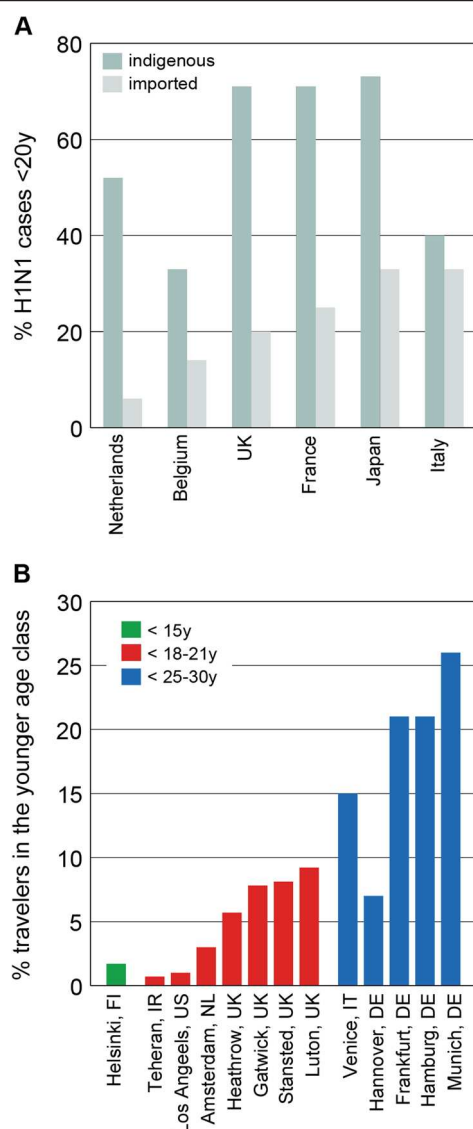 A
% H1N1 cases <20y
80
60
40
20
0
indigenous
imported
Netherlands
Belgium
UK
France
Japan
Italy
B
% travelers in the younger age class
30
25
20
15
10
5
0
< 15y
< 18-21y
< 25-30y
Helsinki, FI
Teheran, IR
Los Angeels, US
Amsterdam, NL
Heathrow, UK
Gatwick, UK
Stansted, UK
Luton, UK
Venice, IT
Hannover, DE
Frankfurt, DE
Hamburg, DE
Munich, DE